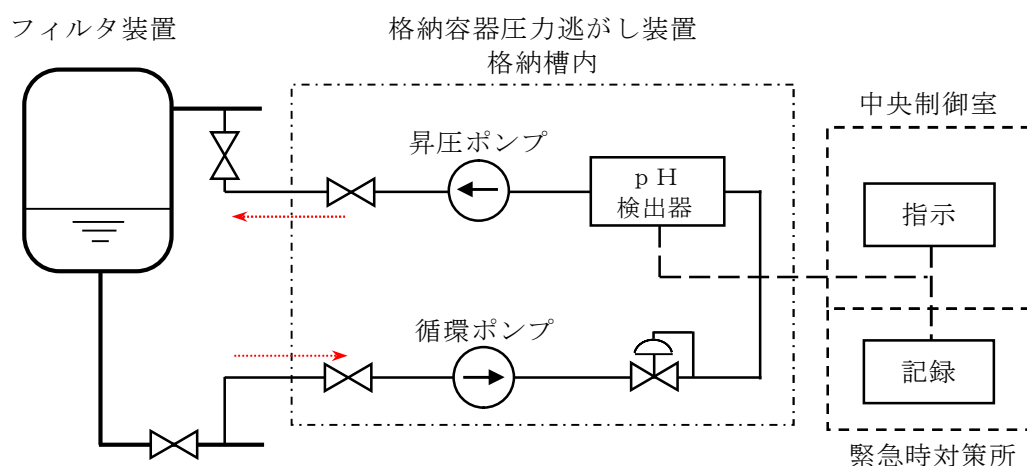 フィルタ装置
格納容器圧力逃がし装置
格納槽内
中央制御室
昇圧ポンプ
ｐＨ
検出器
指示
循環ポンプ
記録
緊急時対策所